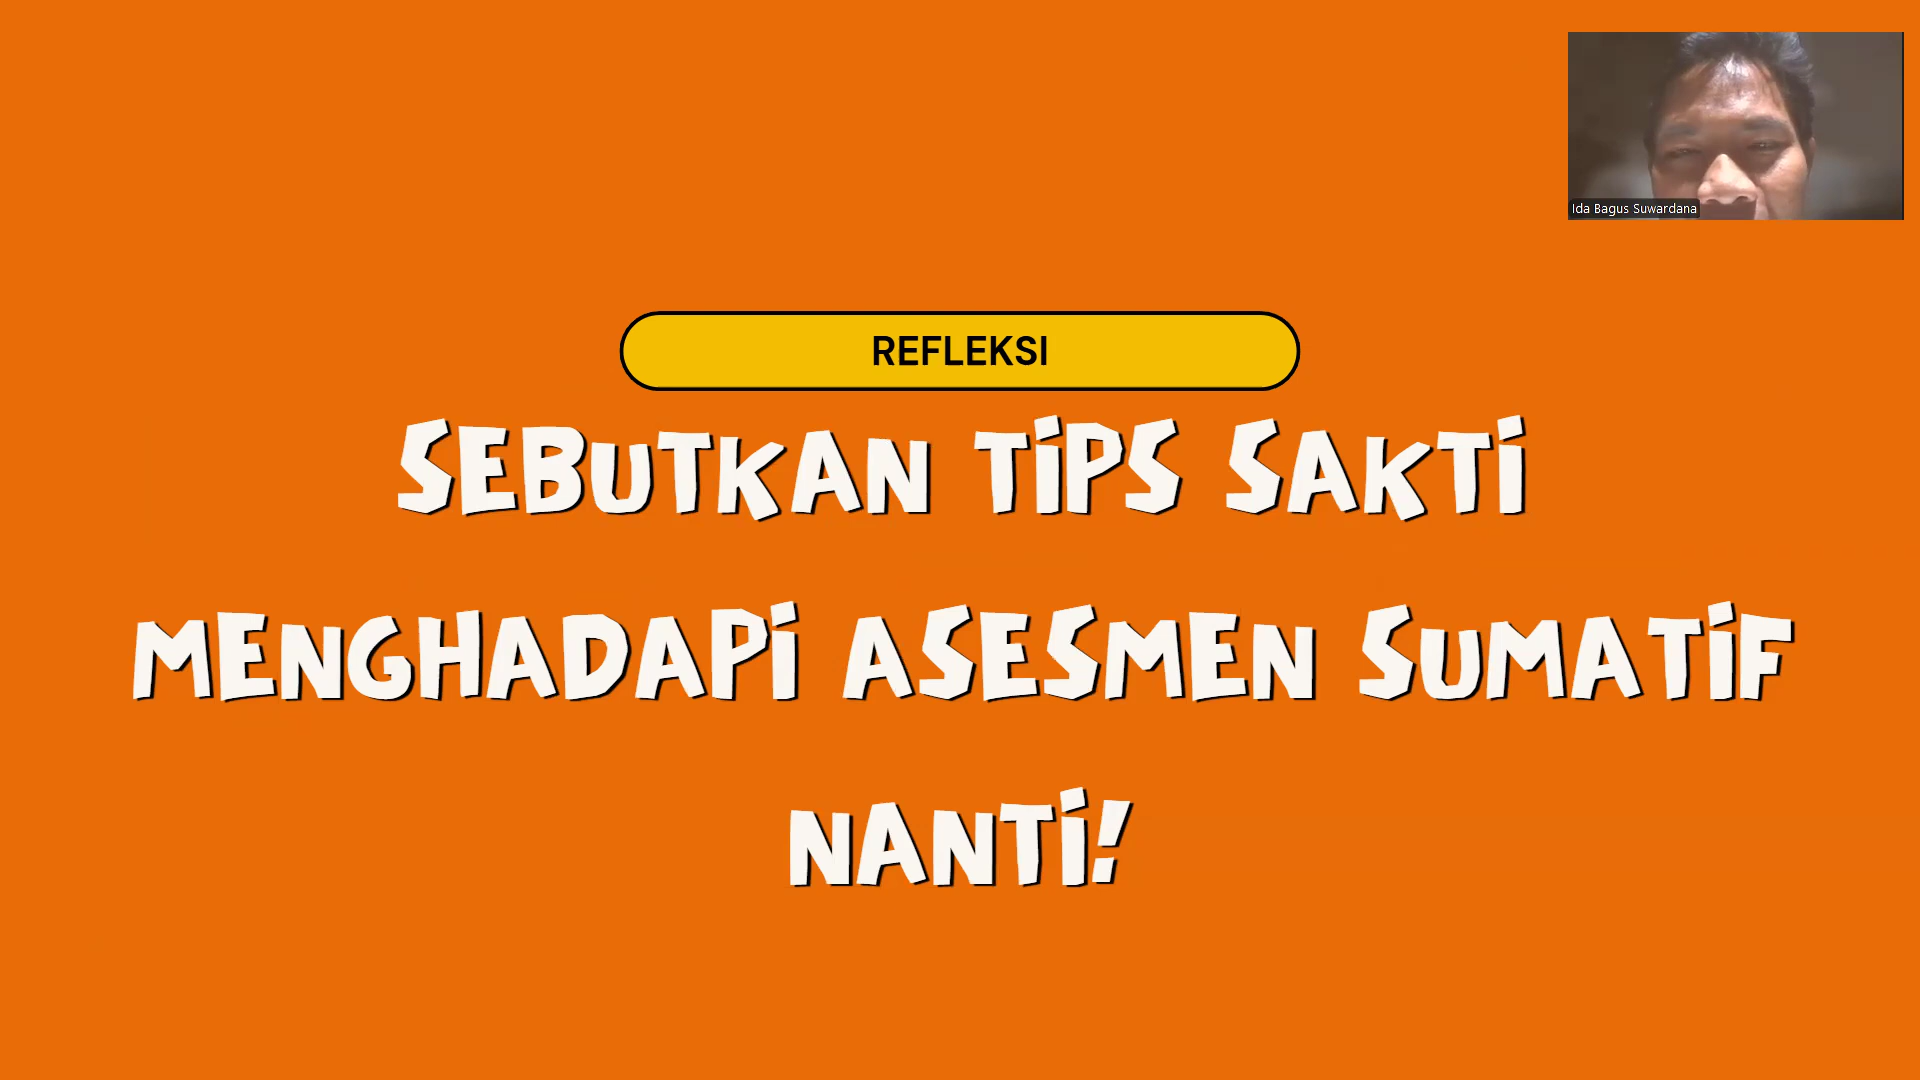 Ida Bagus Suwardana
REFLEKSI
SEBUTKAN TIPS SAKTI
MENGHADAPI ASESMEN SUMATIF
NANTI!